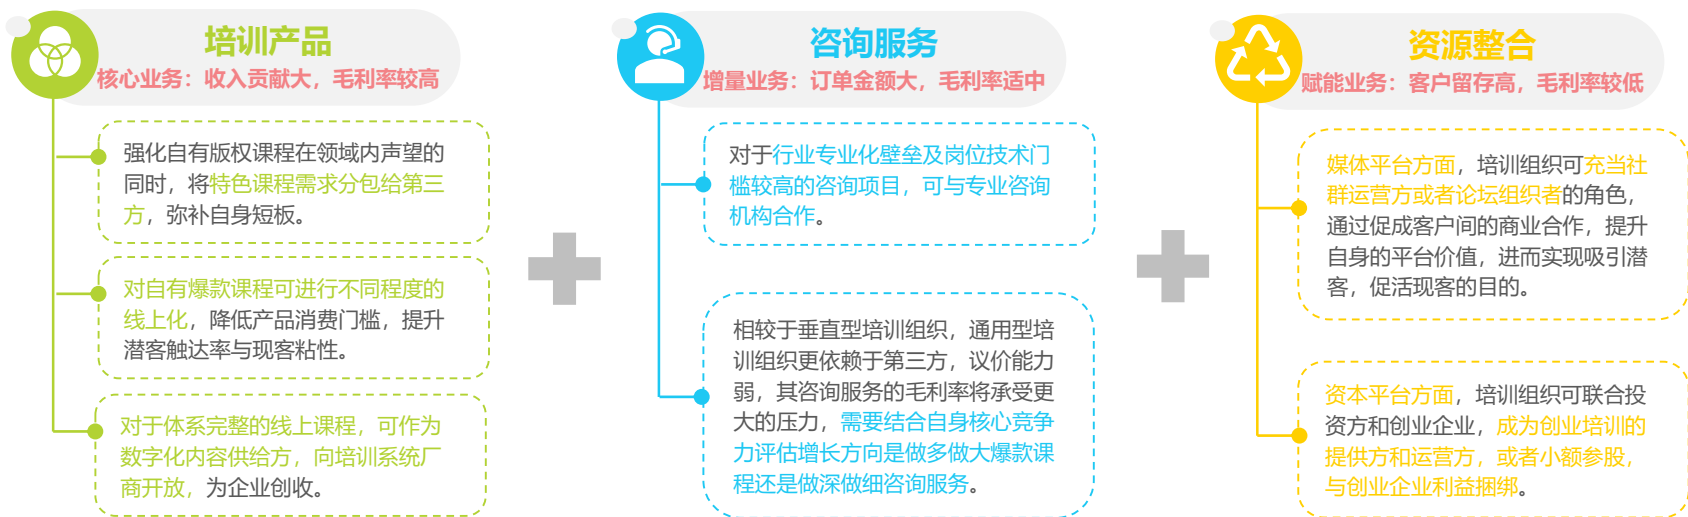 培训产品
核心业务：收入贡献大，毛利率较高
强化自有版权课程在领域内声望的
同时，将特色课程需求分包给第三
方，弥补自身短板。
对自有爆款课程可进行不同程度的
线上化，降低产品消费门槛，提升
潜客触达率与现客粘性。
对于体系完整的线上课程，可作为
数字化内容供给方，向培训系统厂
商开放，为企业创收。
咨询服务
增量业务：订单金额大，毛利率适中
对于行业专业化壁垒及岗位技术门
槛较高的咨询项目，可与专业咨询
机构合作。
相较于垂直型培训组织，通用型培
训组织更依赖于第三方，议价能力
弱，其咨询服务的毛利率将承受更
大的压力，需要结合自身核心竞争
力评估增长方向是做多做大爆款课
程还是做深做细咨询服务。
资源整合
赋能业务：客户留存高，毛利率较低
媒体平台方面，培训组织可充当社
群运营方或者论坛组织者的角色，
通过促成客户间的商业合作，提升
自身的平台价值，进而实现吸引潜
客，促活现客的目的。
资本平台方面，培训组织可联合投
资方和创业企业，成为创业培训的
提供方和运营方，或者小额参股，
与创业企业利益捆绑。